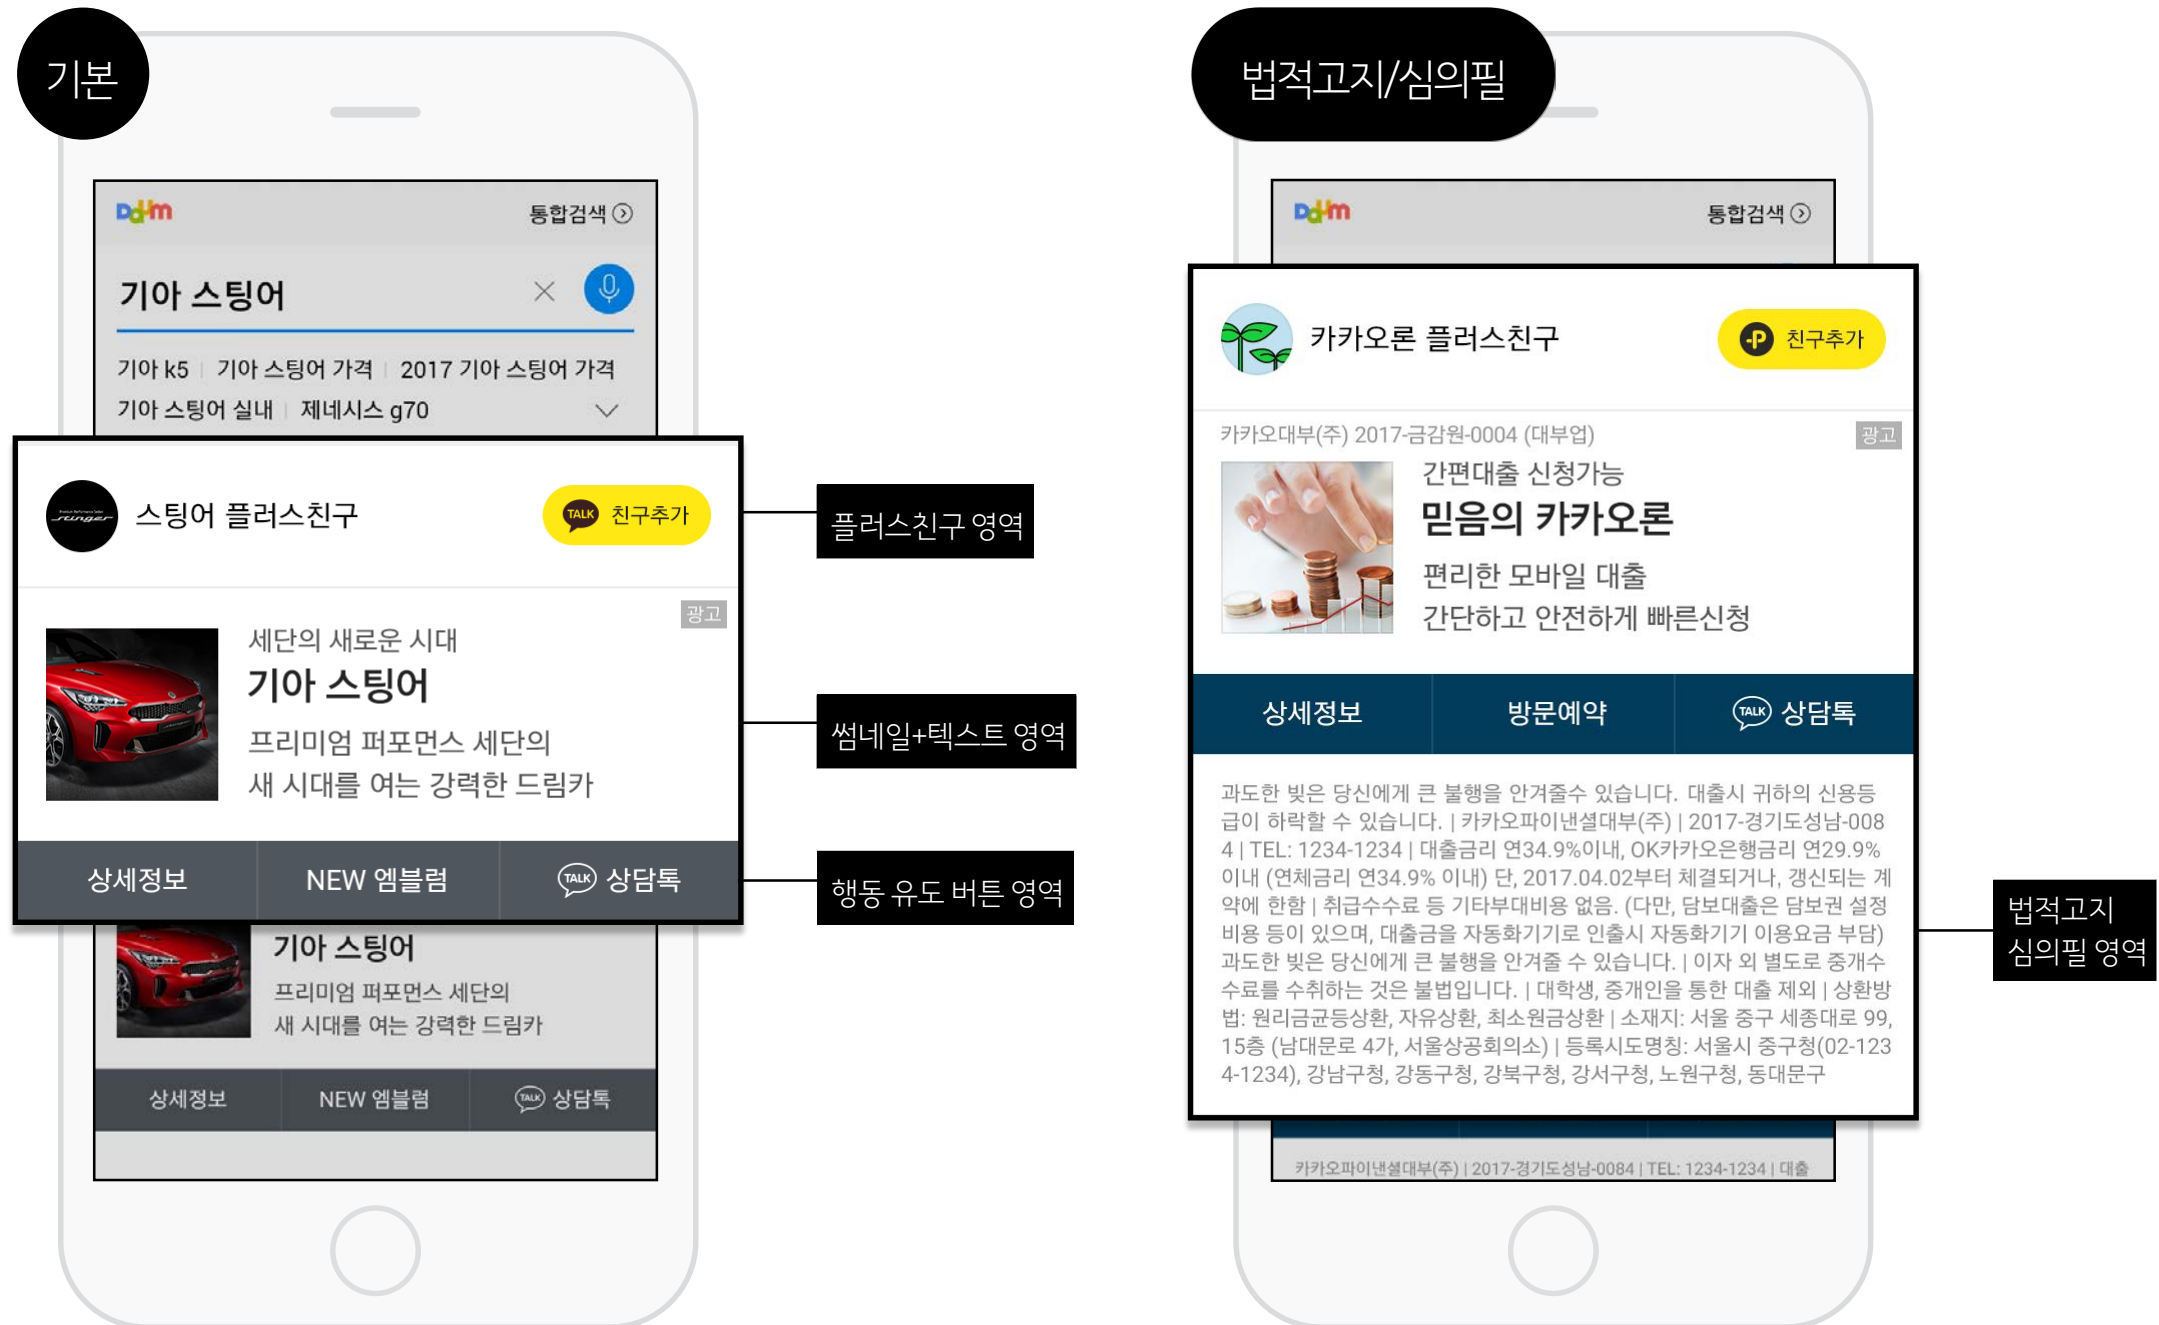 기본
Daum
통합검색
기아 스팅어
기아 k5 | 기아 스팅어 가격 | 2017 기아 스팅어 가격
기아 스팅어 실내 | 제네시스 g70
stinger
스팅어 플러스친구
TALK 친구추가
플러스친구 영역
광고
세단의 새로운 시대
기아 스팅어
프리미엄 퍼포먼스 세단의
새 시대를 여는 강력한 드림카
썸네일+텍스트 영역
상세정보
NEW 엠블럼
TALK 상담톡
행동 유도 버튼 영역
기아 스팅어
프리미엄 퍼포먼스 세단의
새 시대를 여는 강력한 드림카
상세정보
NEW 엠블럼
TALK 상담톡
법적고지/심의필
Daum
통합검색
카카오론 플러스친구
P 친구추가
카카오대부(주) 2017-금감원-0004 (대부업)
광고
간편대출 신청가능
믿음의 카카오론
편리한 모바일 대출
간단하고 안전하게 빠른신청
상세정보
방문예약
TALK 상담톡
과도한 빚은 당신에게 큰 불행을 안겨줄수 있습니다. 대출시 귀하의 신용등
급이 하락할 수 있습니다. | 카카오파이낸셜대부(주) | 2017-경기도성남-008
4 | TEL: 1234-1234 | 대출금리 연34.9%이내, OK카카오은행금리 연29.9%
이내 (연체금리 연34.9% 이내) 단, 2017.04.02부터 체결되거나, 갱신되는 계
약에 한함 | 취급수수료 등 기타부대비용 없음. (다만, 담보대출은 담보권 설정
비용 등이 있으며, 대출금을 자동화기기로 인출시 자동화기기 이용요금 부담)
과도한 빚은 당신에게 큰 불행을 안겨줄 수 있습니다. | 이자 외 별도로 중개수
수료를 수취하는 것은 불법입니다. | 대학생, 중개인을 통한 대출 제외 | 상환방
법: 원리금균등상환, 자유상환, 최소원금상환 | 소재지: 서울 중구 세종대로 99,
15층 (남대문로 4가, 서울상공회의소) | 등록시도명칭: 서울시 중구청(02-123
4-1234), 강남구청, 강동구청, 강북구청, 강서구청, 노원구청, 동대문구
법적고지
심의필 영역
카카오파이낸셜대부(주) | 2017-경기도성남-0084 | TEL: 1234-1234 | 대출